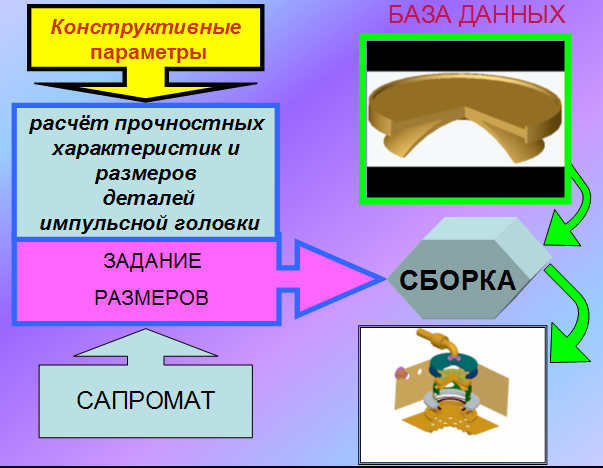 Конструктивные
параметры
БАЗА ДАННЫХ
расчёт прочностных
характеристик и
размеров
деталей
импульсной головки
ЗАДАНИЕ
РАЗМЕРОВ
СБОРКА
САПРОМАТ